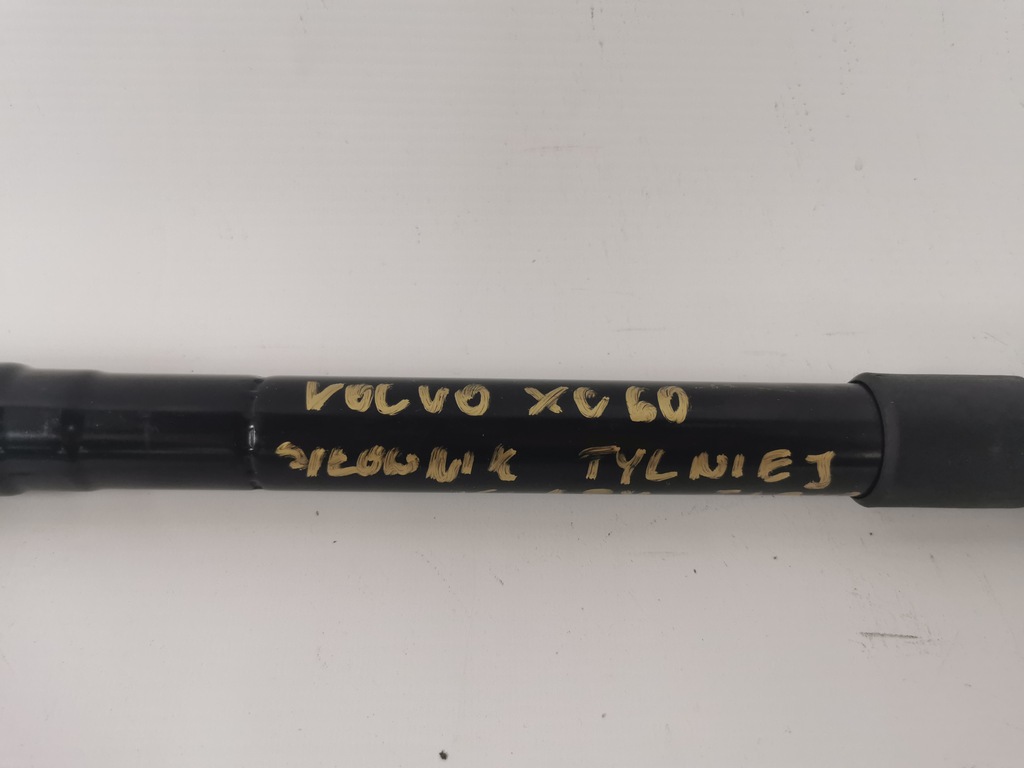 VOLVO XC60
SIŁOWNIK TYLNIEJ